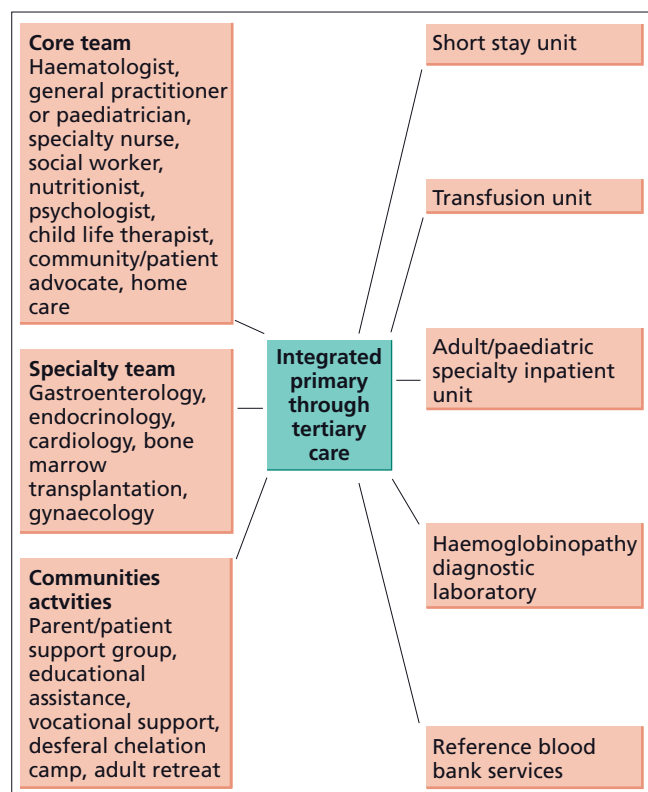 Core team
Haematologist,
general practitioner
or paediatrician,
specialty nurse,
social worker,
nutritionist,
psychologist,
child life therapist,
community/patient
advocate, home
care
Specialty team
Gastroenterology,
endocrinology,
cardiology, bone
marrow
transplantation,
gynaecology
Communities
actvities
Parent/patient
support group,
educational
assistance,
vocational support,
desferal chelation
camp, adult retreat
Integrated
primary
through
tertiary
care
Short stay unit
Transfusion unit
Adult/paediatric
specialty inpatient
unit
Haemoglobinopathy
diagnostic
laboratory
Reference blood
bank services